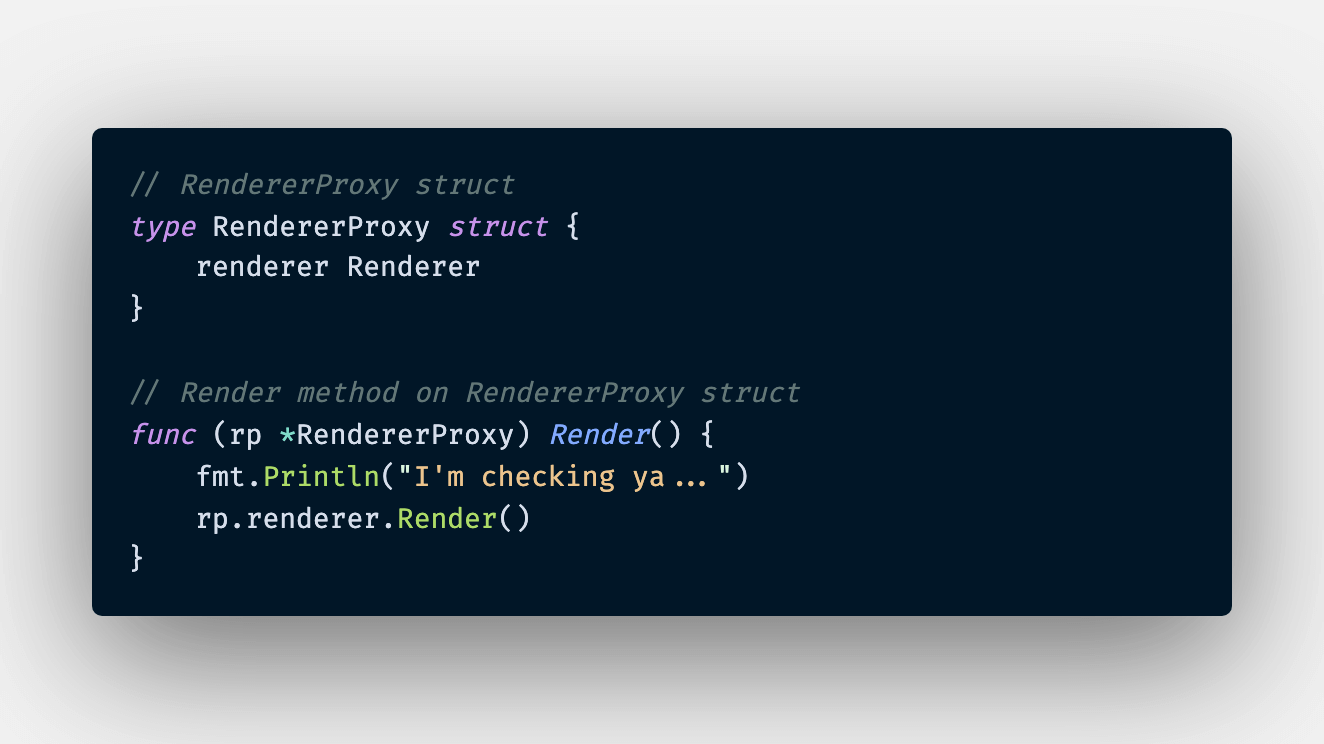 // RendererProxy struct
type RendererProxy struct {
    renderer Renderer
}

// Render method on RendererProxy struct
func (rp *RendererProxy) Render() {
    fmt.Println("I'm checking ya...")
    rp.renderer.Render()
}